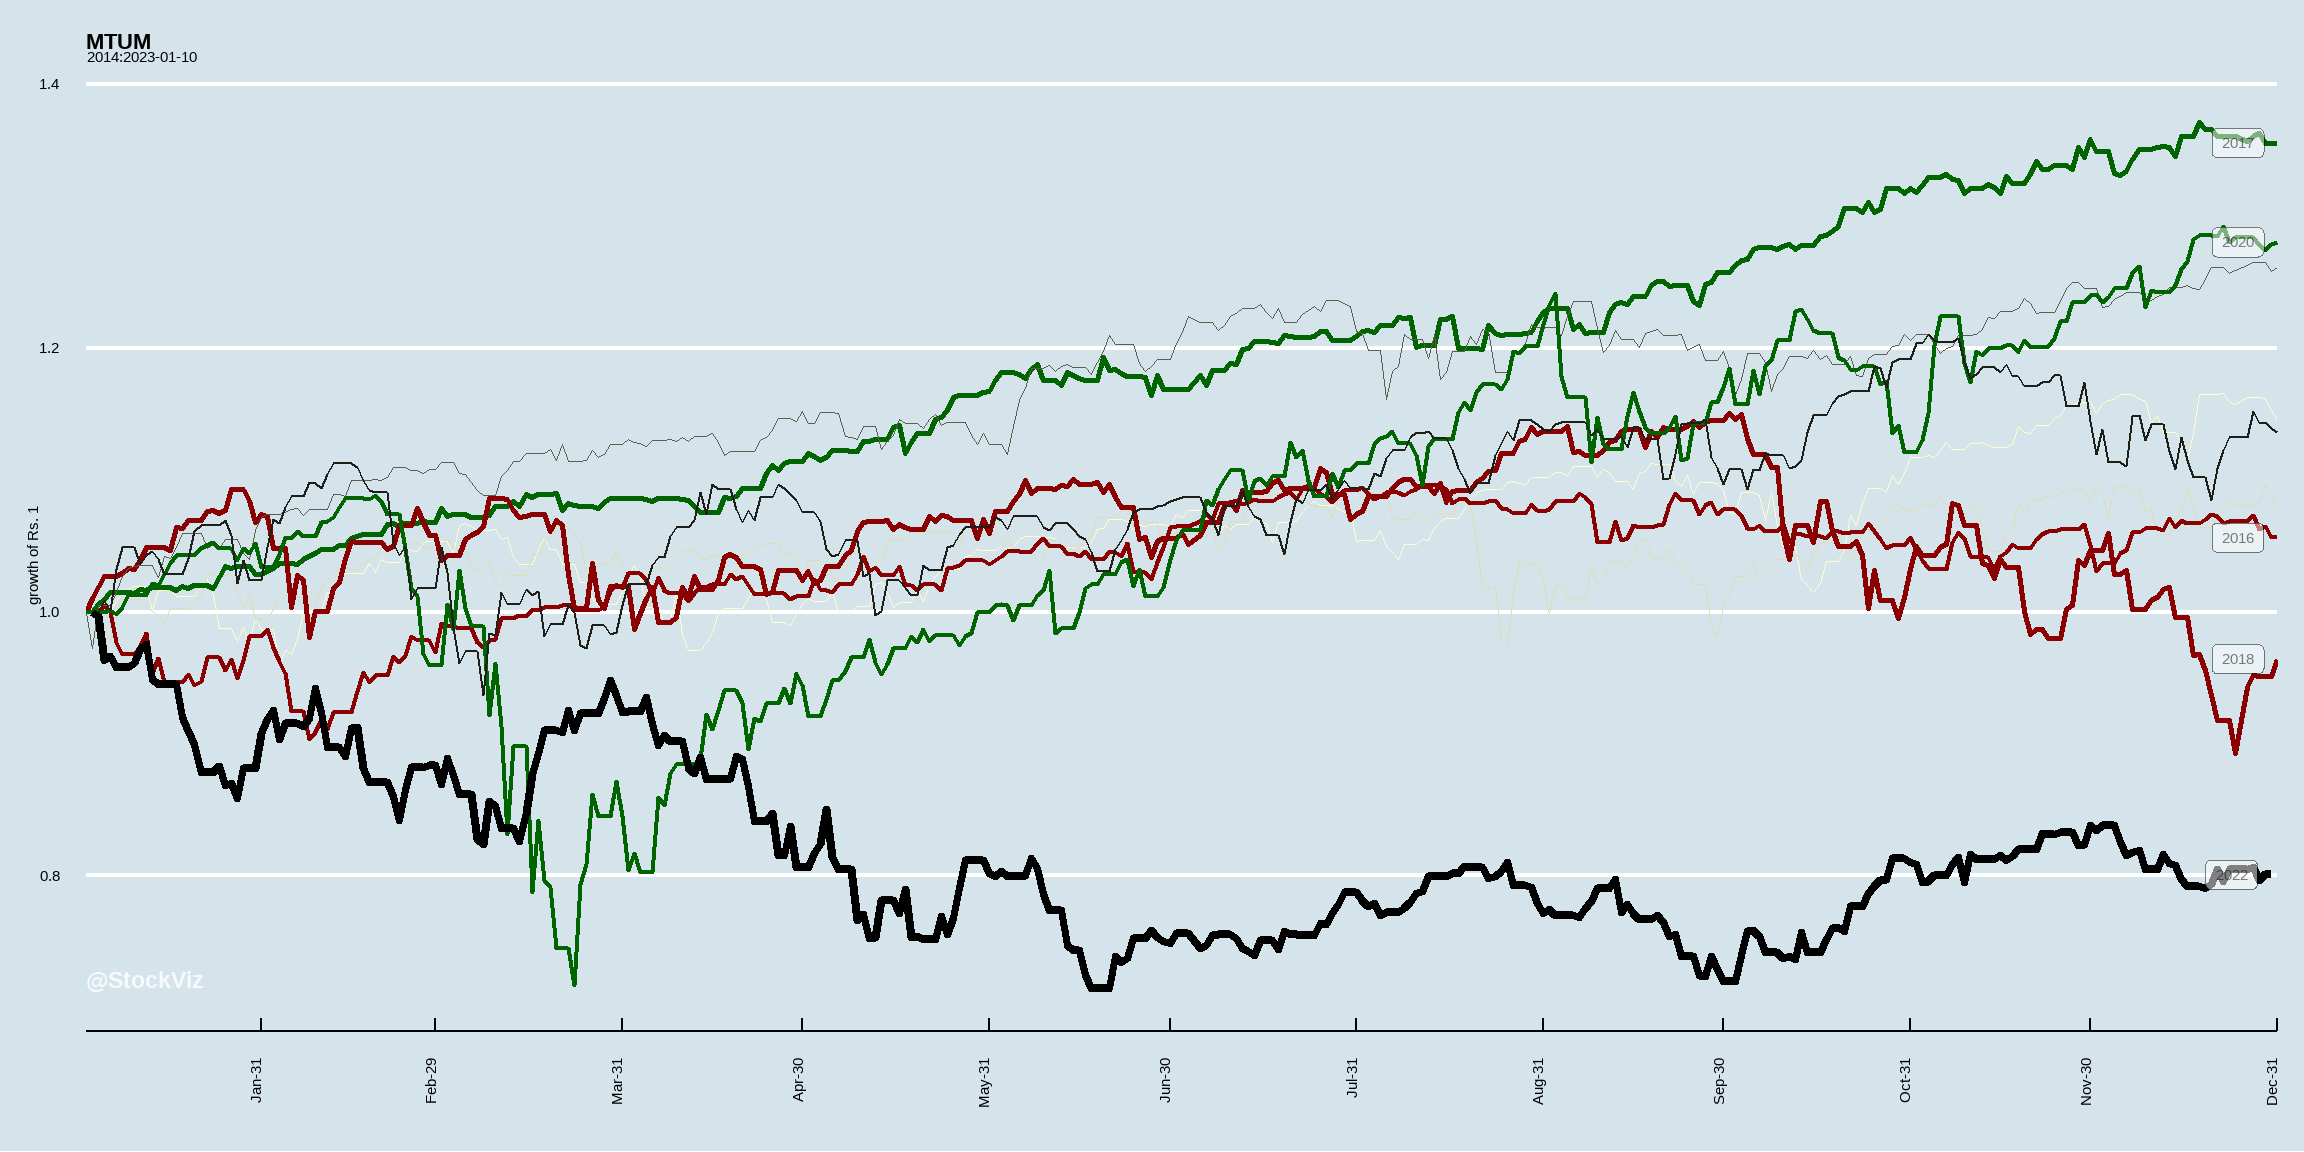 MTUM
2014:2023-01-10
growth of Rs. 1
1.4
1.2
1.0
0.8
2017
2020
2016
2018
2022
@StockViz
Jan-31
Feb-29
Mar-31
Apr-30
May-31
Jun-30
Jul-31
Aug-31
Sep-30
Oct-31
Nov-30
Dec-31